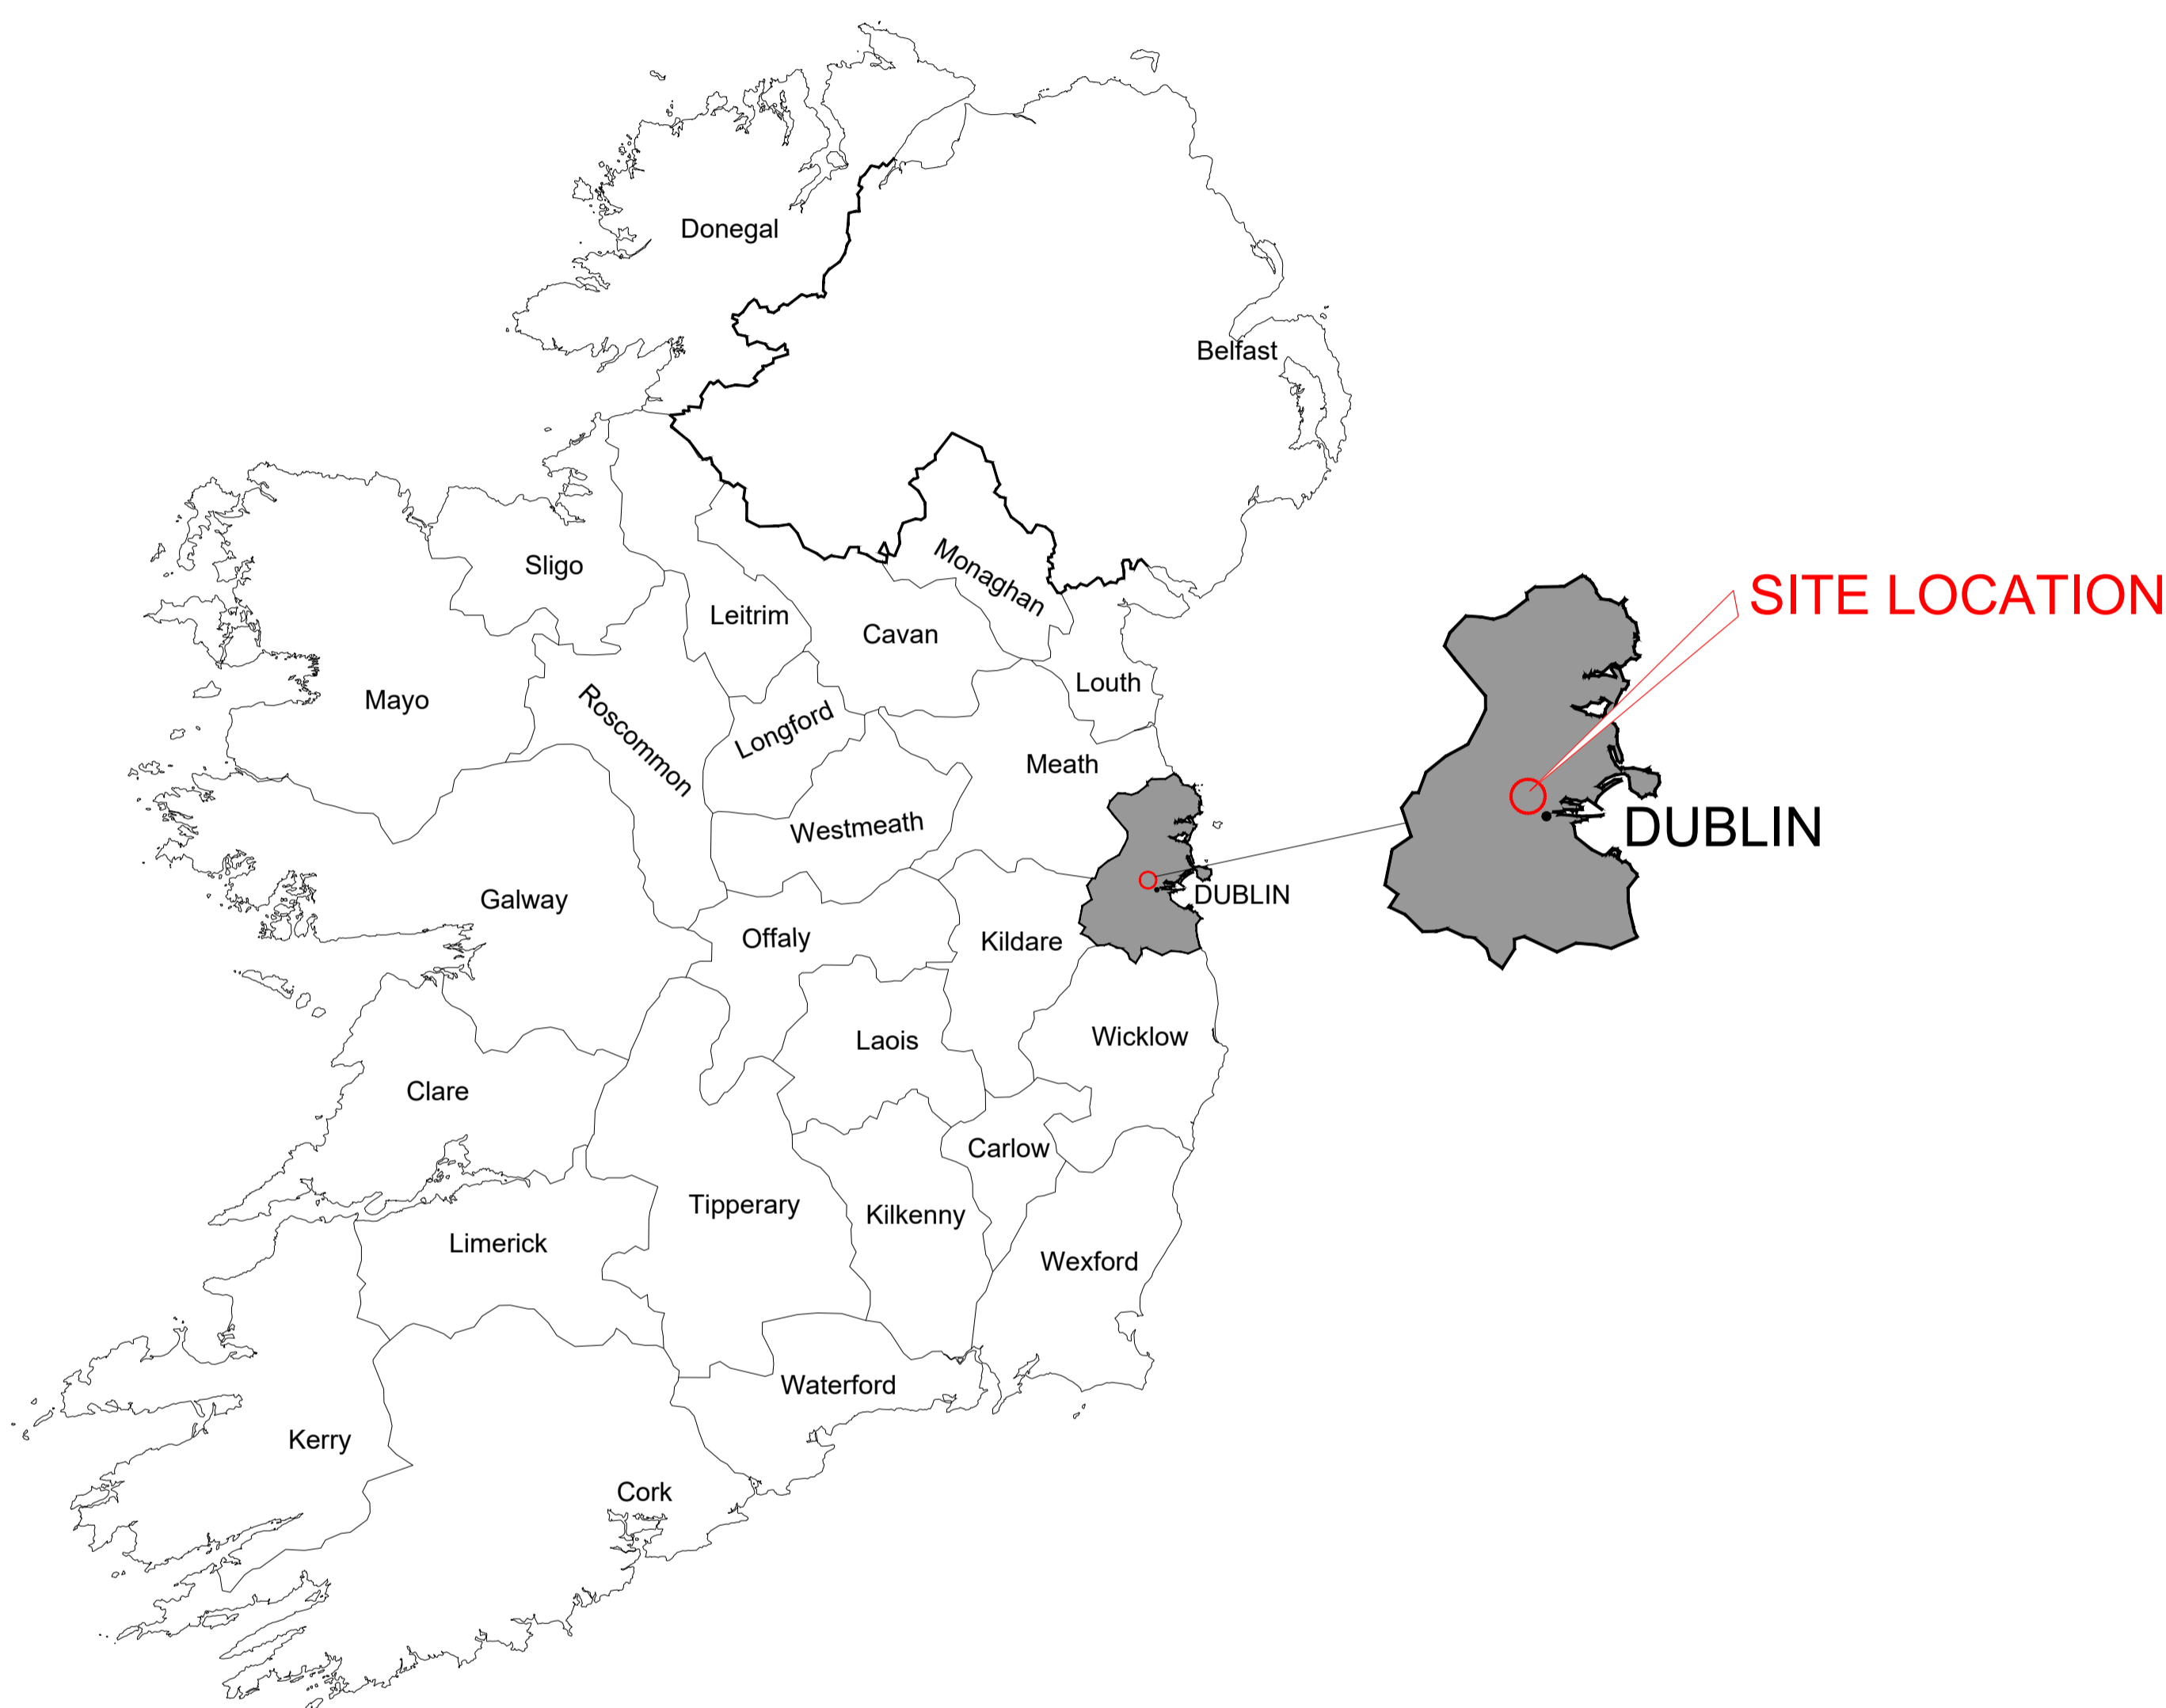 Donegal
Belfast
Sligo
Monaghan
SITE LOCATION
Leitrim
Cavan
Louth
Mayo
Roscommon
Longford
Meath
Westmeath
DUBLIN
DUBLIN
Galway
Offaly
Kildare
Laois
Wicklow
Clare
Carlow
Tipperary
Kilkenny
Limerick
Wexford
Waterford
Kerry
Cork